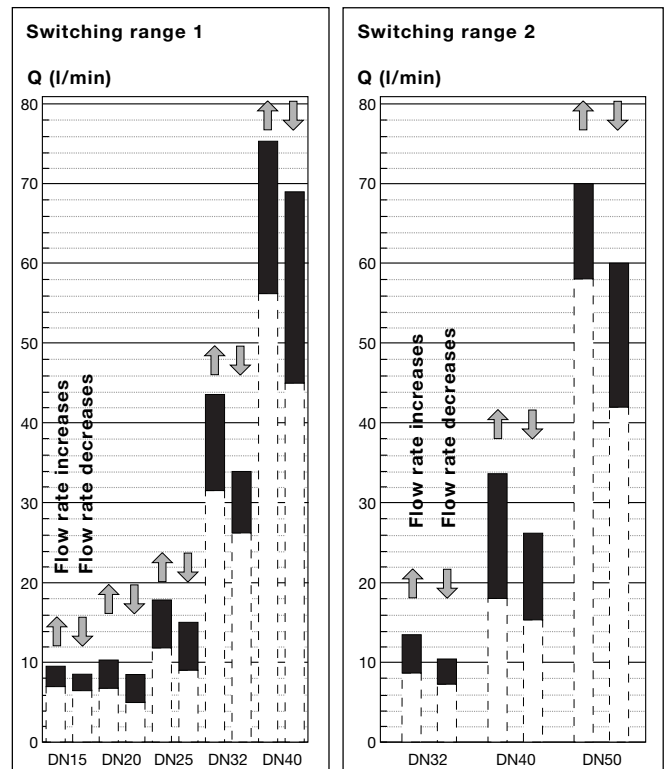 Switching range 1
Q (l/min)
80
70
60
50
40
30
20
10
0
Flow rate increases
Flow rate decreases
DN15 DN20 DN25 DN32 DN40
Switching range 2
Q (l/min)
80
70
60
50
40
30
20
10
0
Flow rate increases
Flow rate decreases
DN32 DN40 DN50